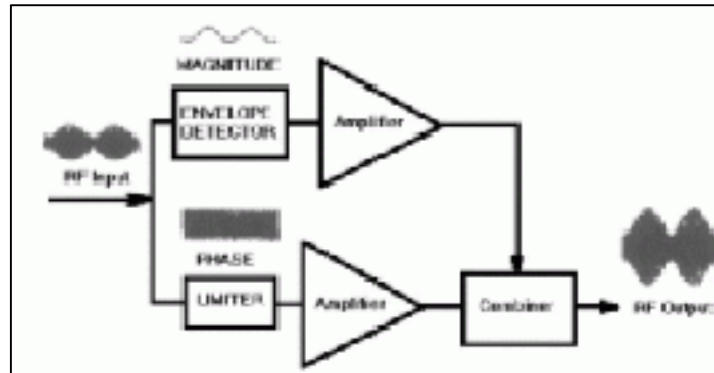 MAGNITUDE
ENVELOPE
DETECTOR
Amplifier
RF Input
PHASE
LIMITER
Amplifier
Combiner
RF Output